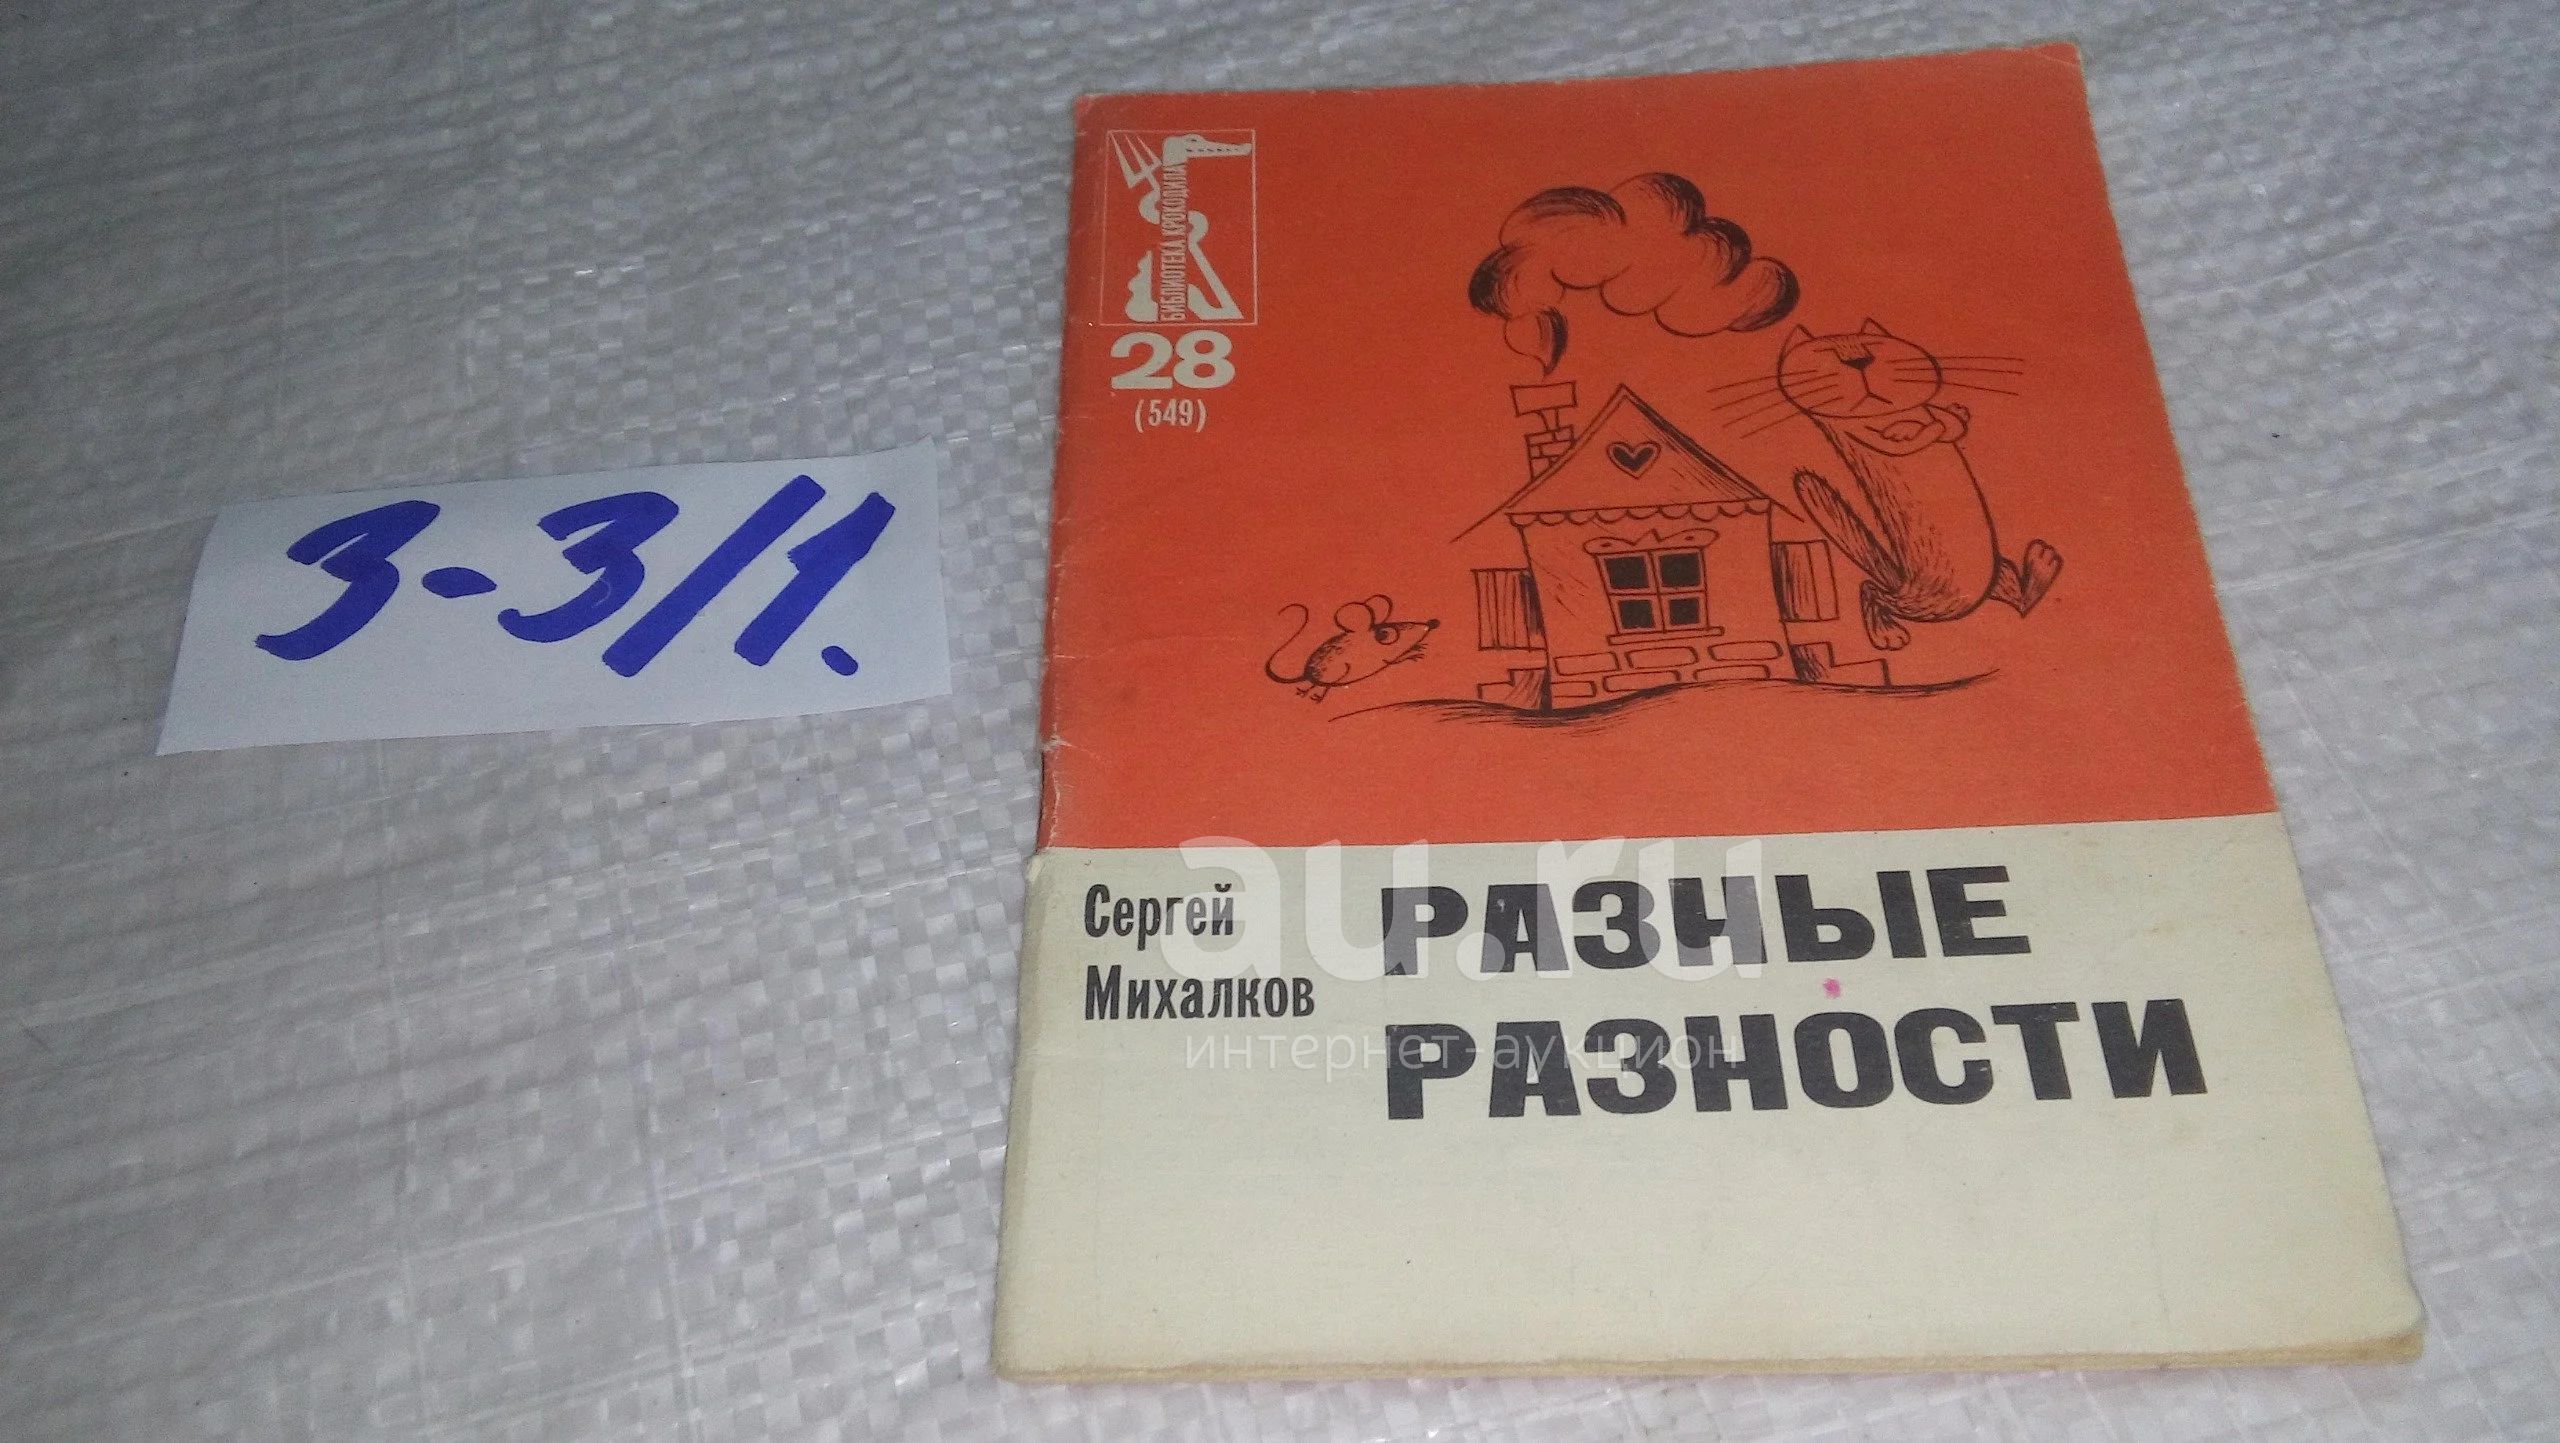 3-3/1.
БИБЛИОТЕКА КРОКОДИЛА
28
(549)
Сергей
Михалков
РАЗНЫЕ
РАЗНОСТИ
au.ru
интернет-аукцион